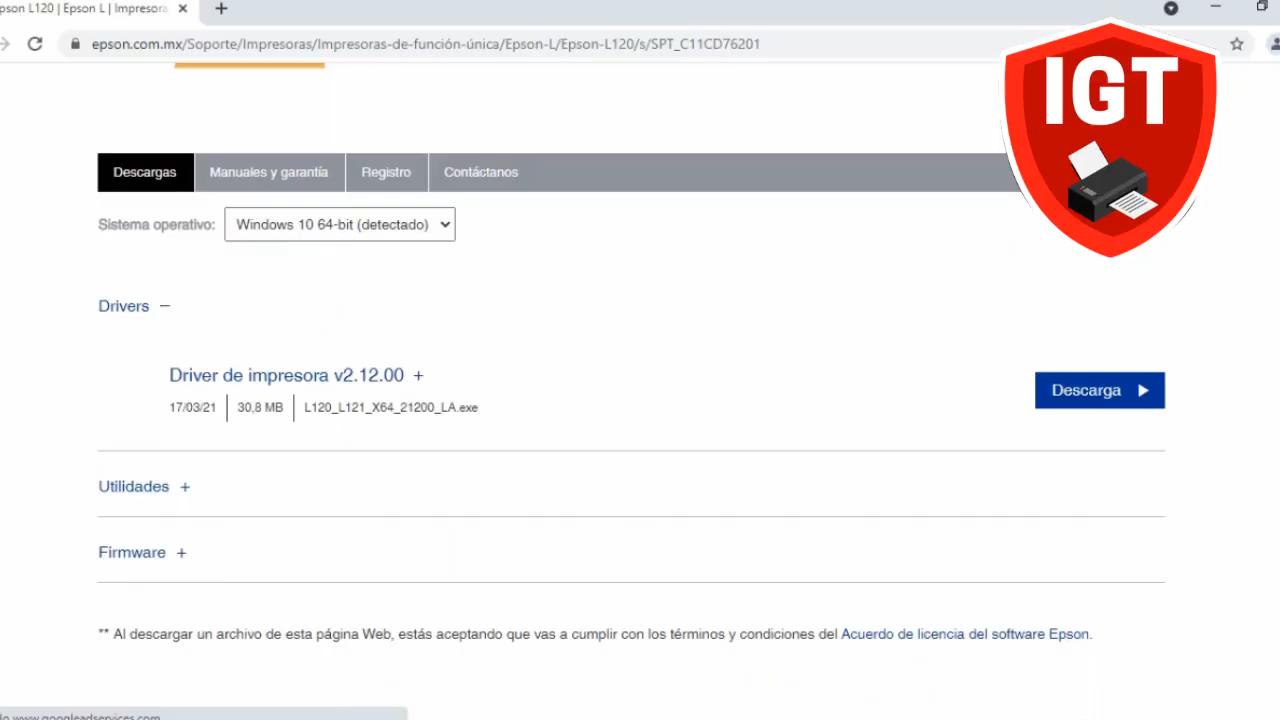 pson L120 | Epson L | Impresora
epson.com.mx/Soporte/Impresoras/Impresoras-de-función-única/Epson-L/Epson-L120/s/SPT_C11CD76201
IGT
Descargas
Manuales y garantía
Registro
Contáctanos
Sistema operativo:
Windows 10 64-bit (detectado)
Drivers −
Driver de impresora v2.12.00 +
17/03/21
30,8 MB
L120_L121_X64_21200_LA.exe
Descarga
Utilidades +
Firmware +
** Al descargar un archivo de esta página Web, estás aceptando que vas a cumplir con los términos y condiciones del Acuerdo de licencia del software Epson.
do www.googleadservices.com